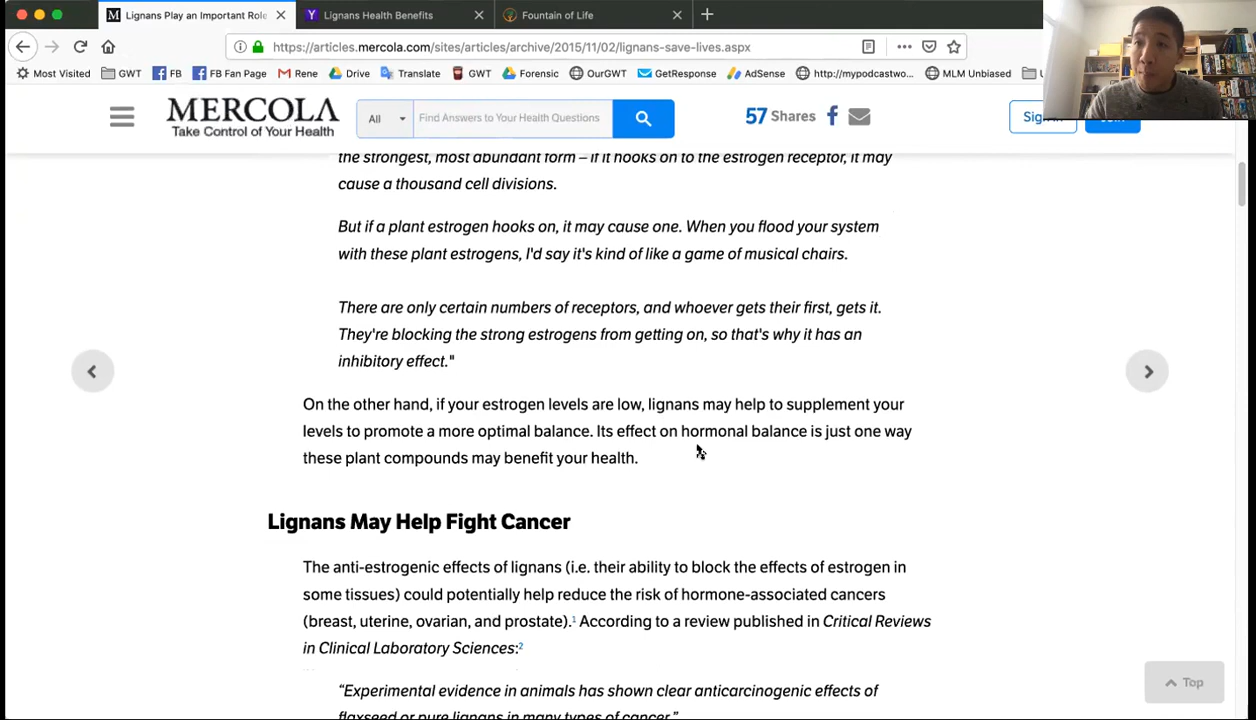 Lignans Play an Important Role
Lignans Health Benefits
Fountain of Life
https://articles.mercola.com/sites/articles/archive/2015/11/02/lignans-save-lives.aspx
Most Visited GWT FB FB Fan Page Rene Drive Translate GWT Forensic OurGWT GetResponse AdSense http://mypodcastwo... MLM Unbiased
MERCOLA
Take Control of Your Health
All
Find Answers to Your Health Questions
57 Shares
the strongest, most abundant form – if it hooks on to the estrogen receptor, it may
cause a thousand cell divisions.
But if a plant estrogen hooks on, it may cause one. When you flood your system
with these plant estrogens, I'd say it's kind of like a game of musical chairs.
There are only certain numbers of receptors, and whoever gets their first, gets it.
They're blocking the strong estrogens from getting on, so that's why it has an
inhibitory effect."
On the other hand, if your estrogen levels are low, lignans may help to supplement your
levels to promote a more optimal balance. Its effect on hormonal balance is just one way
these plant compounds may benefit your health.
Lignans May Help Fight Cancer
The anti-estrogenic effects of lignans (i.e. their ability to block the effects of estrogen in
some tissues) could potentially help reduce the risk of hormone-associated cancers
(breast, uterine, ovarian, and prostate).1 According to a review published in Critical Reviews
in Clinical Laboratory Sciences:2
“Experimental evidence in animals has shown clear anticarcinogenic effects of
flaxseed or pure lignans in many types of cancer.”
Top